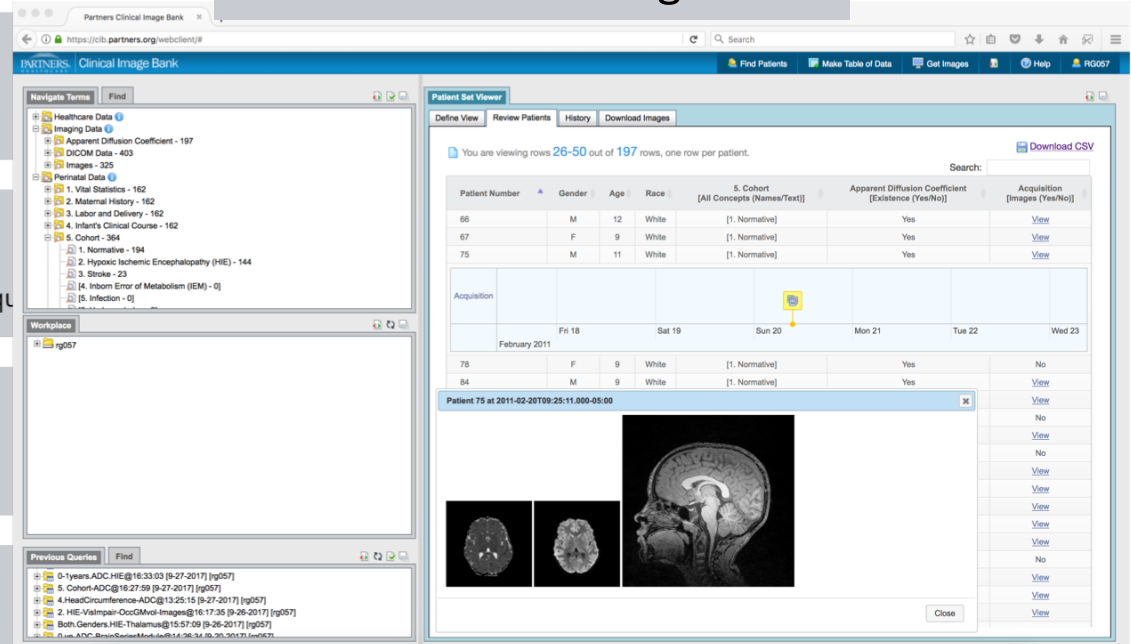 Partners Clinical Image Bank
https://cib.partners.org/webclient/#
Search
PARTNERS. Clinical Image Bank
HEALTHCARE
Find Patients Make Table of Data Get Images Help RG057
Navigate Terms Find
Healthcare Data
Imaging Data
Apparent Diffusion Coefficient - 197
DICOM Data - 403
Images - 325
Perinatal Data
1. Vital Statistics - 162
2. Maternal History - 162
3. Labor and Delivery - 162
4. Infant's Clinical Course - 162
5. Cohort - 364
1. Normative - 194
2. Hypoxic Ischemic Encephalopathy (HIE) - 144
3. Stroke - 23
[4. Inborn Error of Metabolism (IEM) - 0]
[5. Infection - 0]
Workplace
rg057
Previous Queries Find
0-1years.ADC.HIE@16:33:03 [9-27-2017] [rg057]
5. Cohort-ADC@16:27:59 [9-27-2017] [rg057]
4.HeadCircumference-ADC@13:25:15 [9-27-2017] [rg057]
2. HIE-VisImpair-OccGMvol-Images@16:17:35 [9-26-2017] [rg057]
Both.Genders.HIE-Thalamus@15:57:09 [9-26-2017] [rg057]
Patient Set Viewer
Define View Review Patients History Download Images
You are viewing rows 26-50 out of 197 rows, one row per patient.
Download CSV
Search:
Patient Number Gender Age Race 5. Cohort [All Concepts (Names/Text)] Apparent Diffusion Coefficient [Existence (Yes/No)] Acquisition [Images (Yes/No)]
66 M 12 White [1. Normative] Yes View
67 F 9 White [1. Normative] Yes View
75 M 11 White [1. Normative] Yes View
Acquisition
Fri 18 Sat 19 Sun 20 Mon 21 Tue 22 Wed 23
February 2011
78 F 9 White [1. Normative] Yes No
84 M 9 White [1. Normative] Yes View
Patient 75 at 2011-02-20T09:25:11.000-05:00
View
No
View
No
View
View
View
View
No
View
View
View
Close